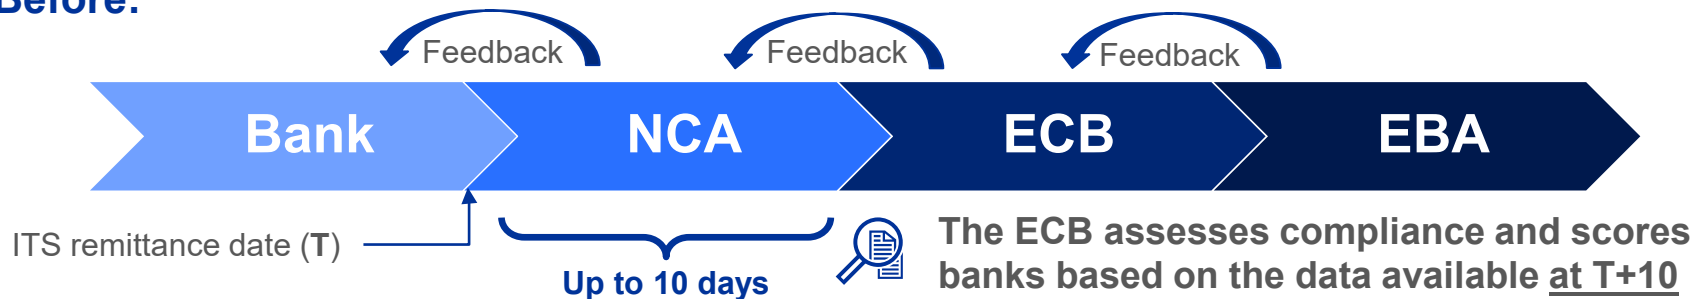 Before:
Feedback
Feedback
Feedback
Bank
NCA
ECB
EBA
ITS remittance date (T)
Up to 10 days
The ECB assesses compliance and scores
banks based on the data available at T+10